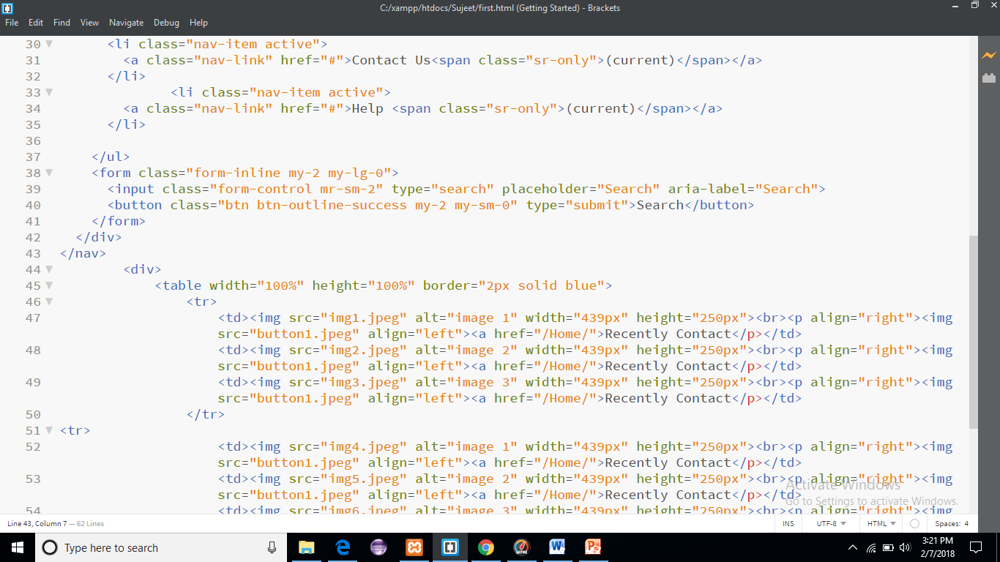 C:/xampp/htdocs/Sujeet/first.html (Getting Started) - Brackets
File Edit Find View Navigate Debug Help
30 <li class="nav-item active">
31 <a class="nav-link" href="#">Contact Us<span class="sr-only">(current)</span></a>
32 </li>
33 <li class="nav-item active">
34 <a class="nav-link" href="#">Help <span class="sr-only">(current)</span></a>
35 </li>
36
37 </ul>
38 <form class="form-inline my-2 my-lg-0">
39 <input class="form-control mr-sm-2" type="search" placeholder="Search" aria-label="Search">
40 <button class="btn btn-outline-success my-2 my-sm-0" type="submit">Search</button>
41 </form>
42 </div>
43 </nav>
44 <div>
45 <table width="100%" height="100%" border="2px solid blue">
46 <tr>
47 <td><img src="img1.jpeg" alt="image 1" width="439px" height="250px"><br><p align="right"><img
src="button1.jpeg" align="left"><a href="/Home/">Recently Contact</p></td>
48 <td><img src="img2.jpeg" alt="image 2" width="439px" height="250px"><br><p align="right"><img
src="button1.jpeg" align="left"><a href="/Home/">Recently Contact</p></td>
49 <td><img src="img3.jpeg" alt="image 3" width="439px" height="250px"><br><p align="right"><img
src="button1.jpeg" align="left"><a href="/Home/">Recently Contact</p></td>
50 </tr>
51 <tr>
52 <td><img src="img4.jpeg" alt="image 1" width="439px" height="250px"><br><p align="right"><img
src="button1.jpeg" align="left"><a href="/Home/">Recently Contact</p></td>
53 <td><img src="img5.jpeg" alt="image 2" width="439px" height="250px"><br><p align="right"><img
src="button1.jpeg" align="left"><a href="/Home/">Recently Contact</p></td>
54 <td><img src="img6.jpeg" alt="image 3" width="439px" height="250px"><br><p align="right"><img
Activate Windows
Go to Settings to activate Windows.
Line 43, Column 7 — 62 Lines
INS UTF-8 HTML Spaces: 4
Type here to search
WPM
3:21 PM
2/7/2018